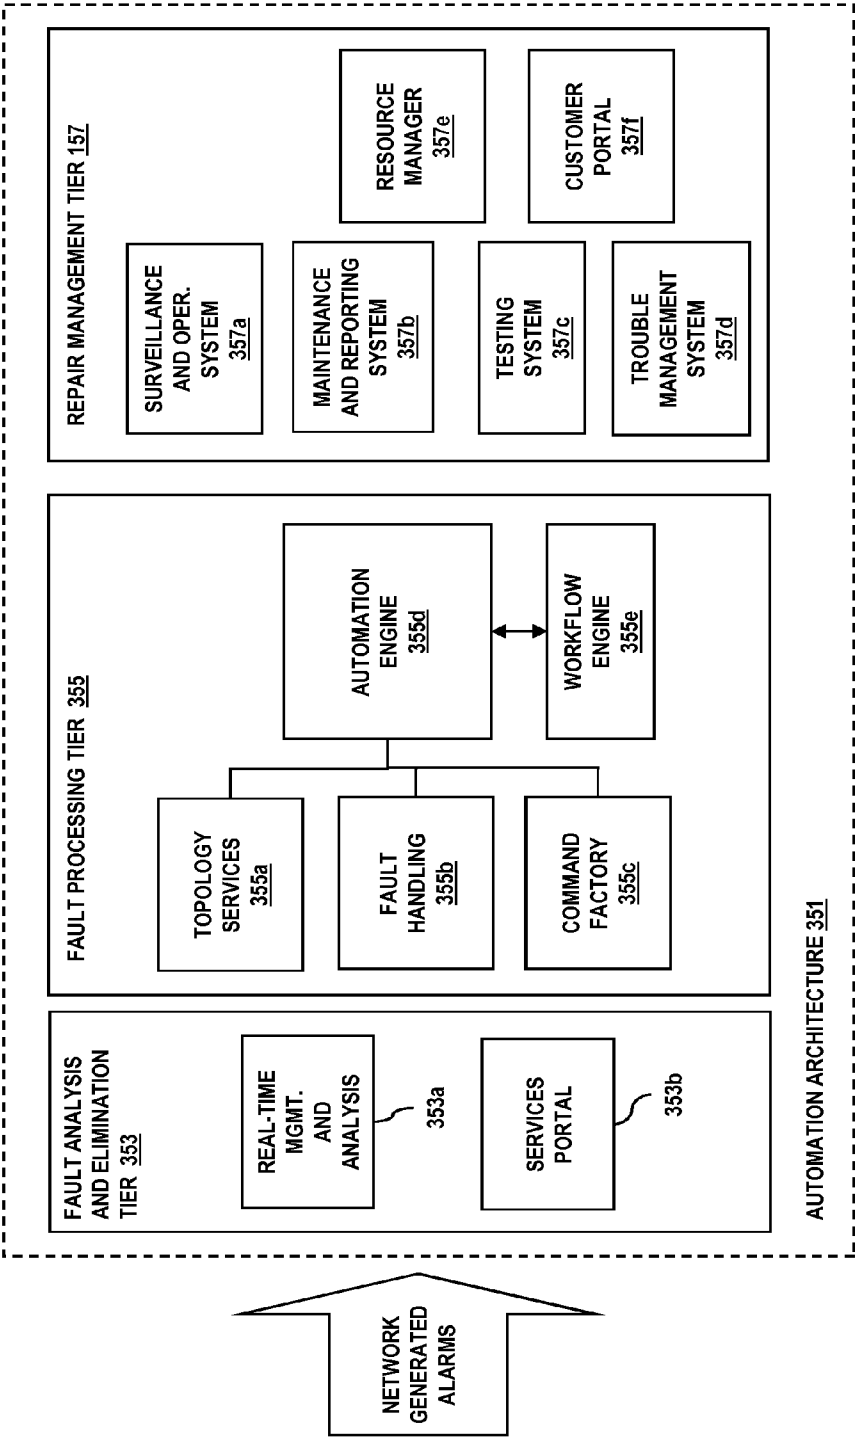 NETWORK
GENERATED
ALARMS
FAULT ANALYSIS
AND ELIMINATION
TIER 353
REAL-TIME
MGMT.
AND
ANALYSIS
353a
SERVICES
PORTAL
353b
FAULT PROCESSING TIER 355
TOPOLOGY
SERVICES
355a
FAULT
HANDLING
355b
COMMAND
FACTORY
355c
AUTOMATION
ENGINE
355d
WORKFLOW
ENGINE
355e
REPAIR MANAGEMENT TIER 157
SURVEILLANCE
AND OPER.
SYSTEM
357a
MAINTENANCE
AND REPORTING
SYSTEM
357b
TESTING
SYSTEM
357c
TROUBLE
MANAGEMENT
SYSTEM
357d
RESOURCE
MANAGER
357e
CUSTOMER
PORTAL
357f
AUTOMATION ARCHITECTURE 351